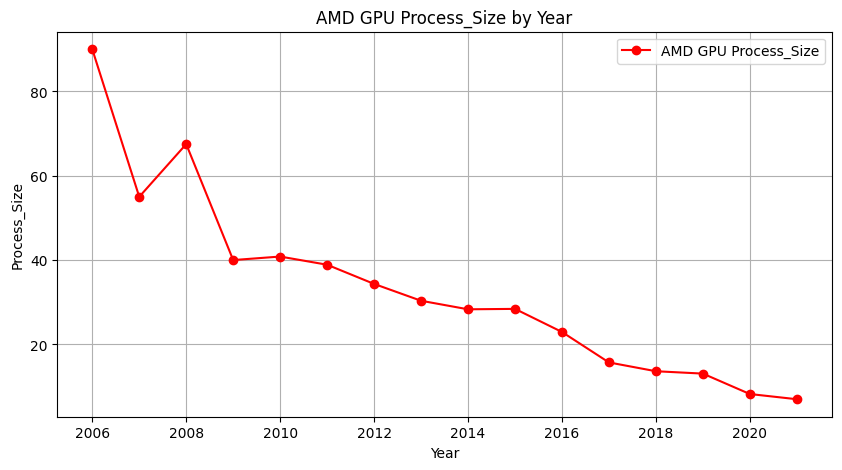 AMD GPU Process_Size by Year
AMD GPU Process_Size
80
60
40
20
Process_Size
2006 2008 2010 2012 2014 2016 2018 2020
Year